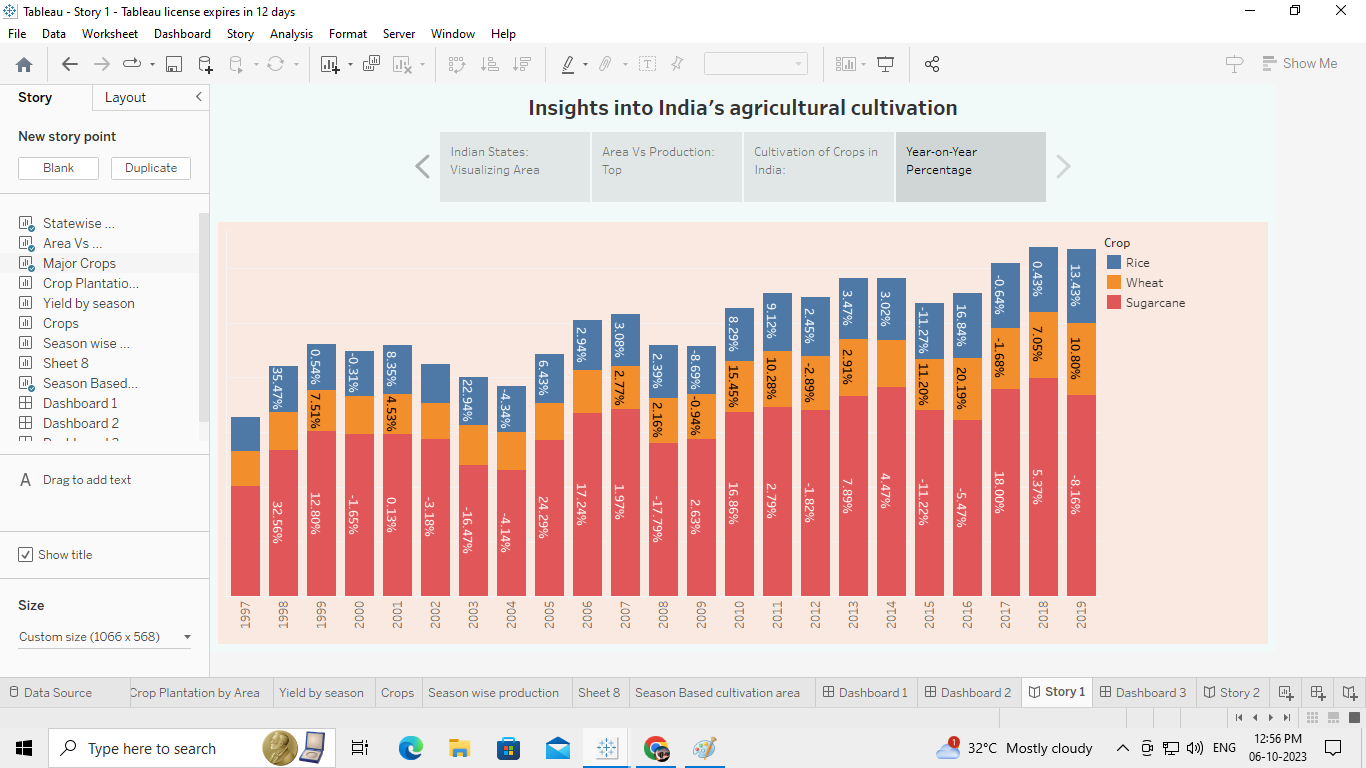 Tableau - Story 1 - Tableau license expires in 12 days
File Data Worksheet Dashboard Story Analysis Format Server Window Help
Show Me
Story Layout
New story point
Blank Duplicate
Statewise ...
Area Vs ...
Major Crops
Crop Plantatio...
Yield by season
Crops
Season wise ...
Sheet 8
Season Based...
Dashboard 1
Dashboard 2
A Drag to add text
Show title
Size
Custom size (1066 x 568)
Insights into India's agricultural cultivation
Indian States:
Visualizing Area
Area Vs Production:
Top
Cultivation of Crops in
India:
Year-on-Year
Percentage
Crop
Rice
Wheat
Sugarcane
35.47% 0.54% -0.31% 8.35% 22.94% -4.34% 6.43% 2.94% 3.08% 2.39% -8.69% 8.29% 9.12% 2.45% 3.47% 3.02% -11.27% 16.84% -0.64% 0.43% 13.43%
7.51% 4.53% 2.77% 2.16% -0.94% 15.45% 10.28% -2.89% 2.91% 11.20% 20.19% -1.68% 7.05% 10.80%
32.56% 12.80% -1.65% 0.13% -3.18% -16.47% -4.14% 24.29% 17.24% 1.97% -17.79% 2.63% 16.86% 2.79% -1.82% 7.89% 4.47% -11.22% -5.47% 18.00% 5.37% -8.16%
1997 1998 1999 2000 2001 2002 2003 2004 2005 2006 2007 2008 2009 2010 2011 2012 2013 2014 2015 2016 2017 2018 2019
Data Source Crop Plantation by Area Yield by season Crops Season wise production Sheet 8 Season Based cultivation area Dashboard 1 Dashboard 2 Story 1 Dashboard 3 Story 2
Type here to search
1 32°C Mostly cloudy ENG 12:56 PM
06-10-2023